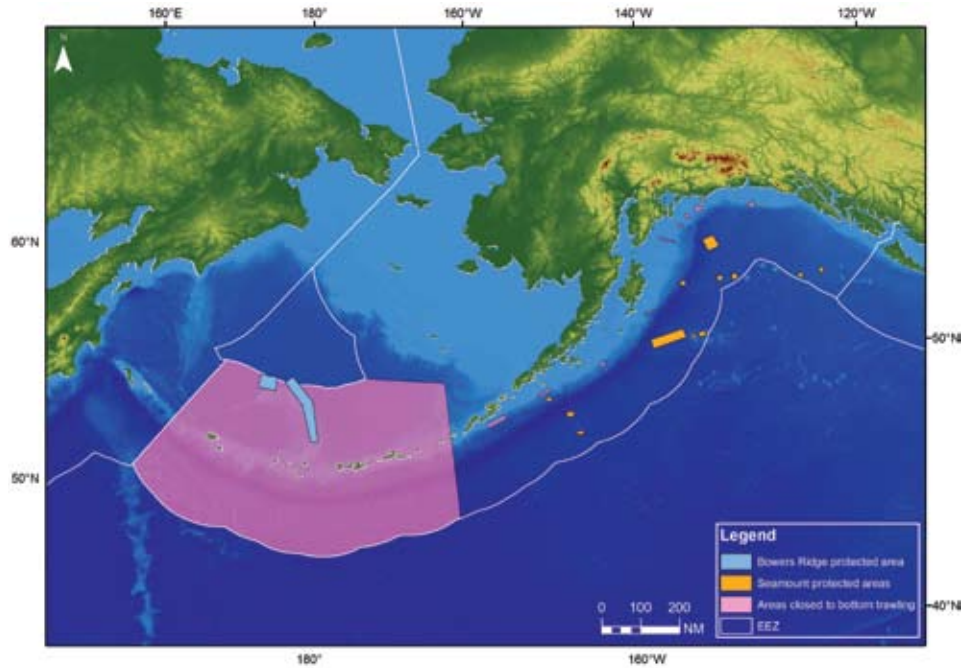 160°E 180° 160°W 140°W 120°W
N
60°N
50°N
50°N
Legend
Bowers Ridge protected area
Seamount protected areas
Areas closed to bottom trawling
EEZ
0 100 200
NM
40°N
180° 160°W